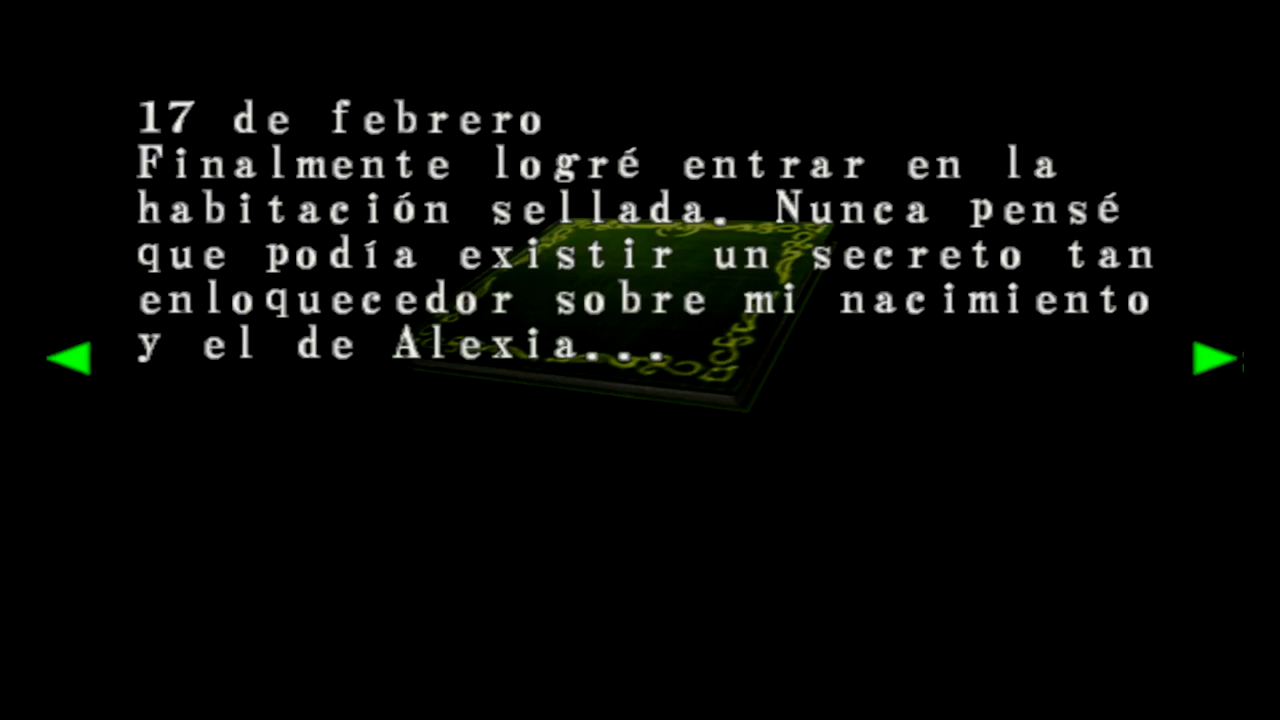 17 de febrero
Finalmente logré entrar en la
habitación sellada. Nunca pensé
que podía existir un secreto tan
enloquecedor sobre mi nacimiento
y el de Alexia...